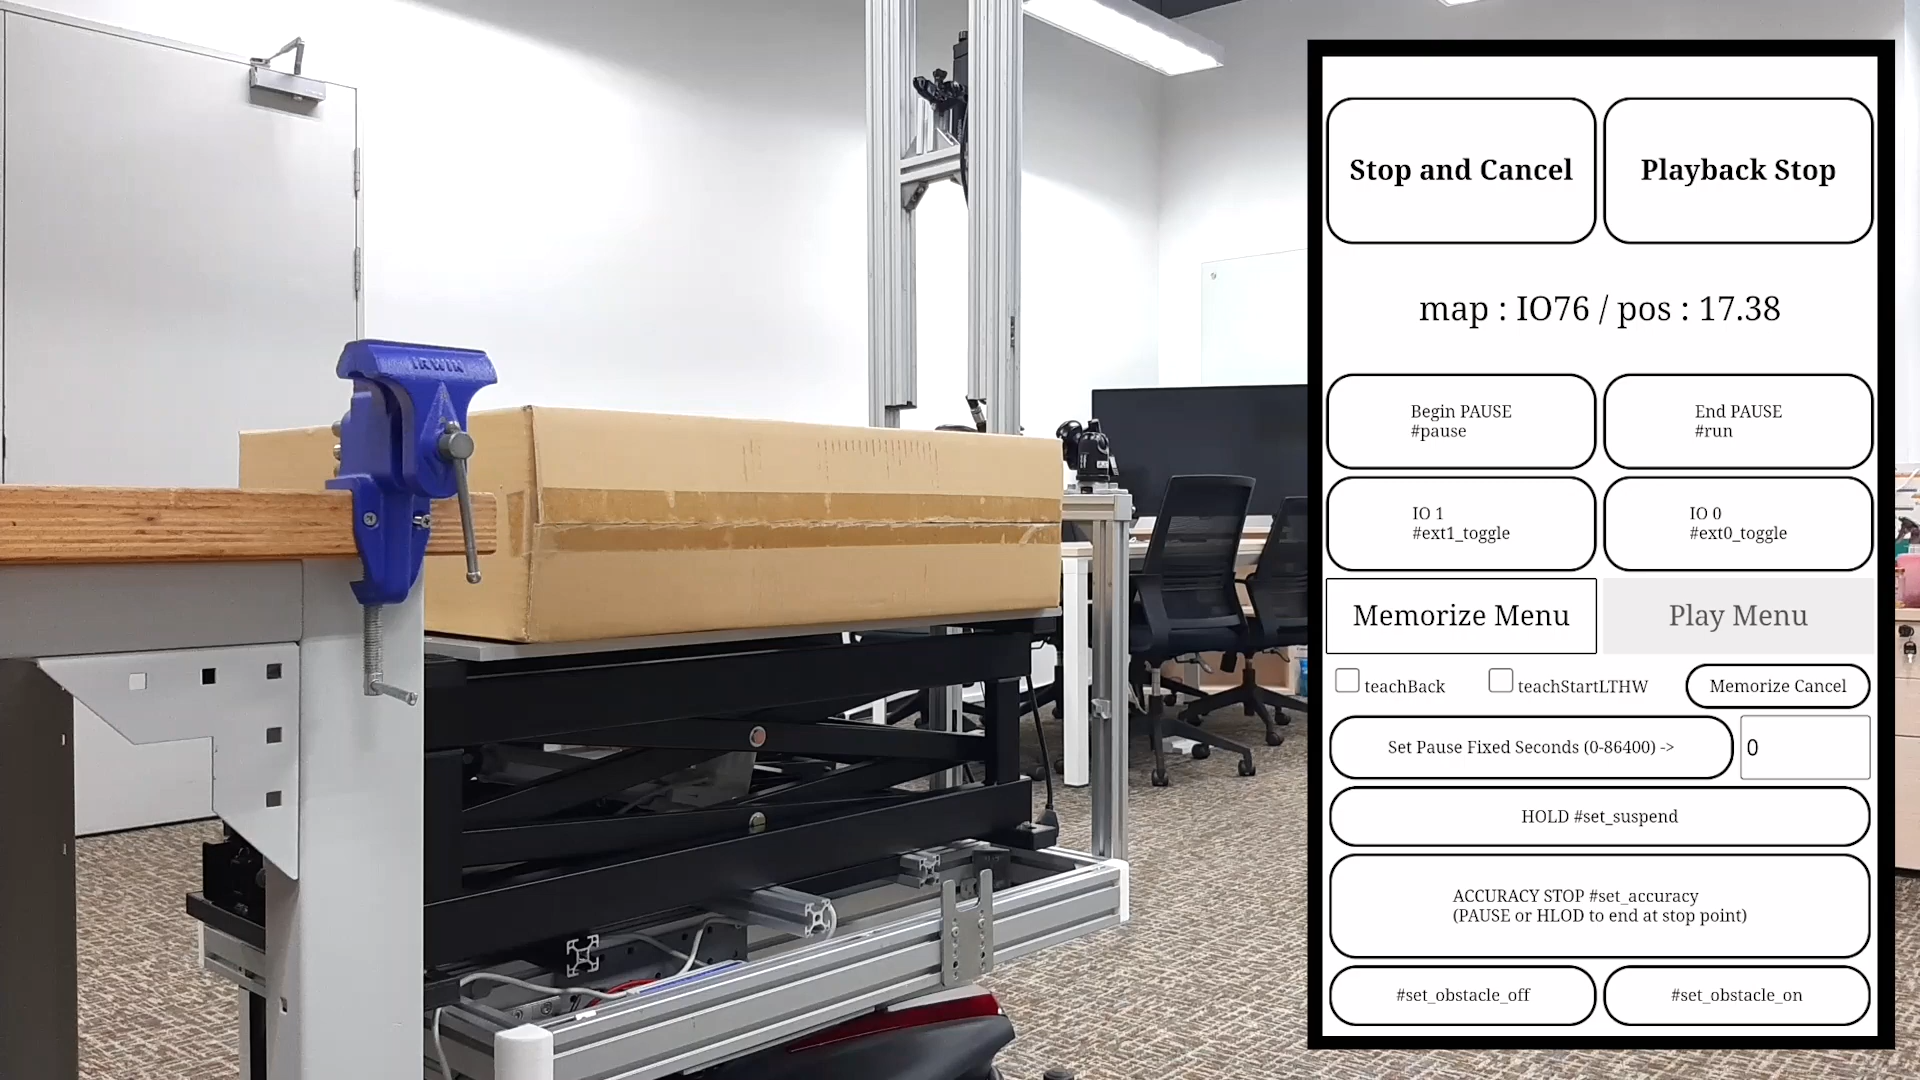 IRWIN
Stop and Cancel
Playback Stop
map : IO76 / pos : 17.38
Begin PAUSE
#pause
End PAUSE
#run
IO 1
#ext1_toggle
IO 0
#ext0_toggle
Memorize Menu
Play Menu
teachBack
teachStartLTHW
Memorize Cancel
Set Pause Fixed Seconds (0-86400) ->
0
HOLD #set_suspend
ACCURACY STOP #set_accuracy
(PAUSE or HLOD to end at stop point)
#set_obstacle_off
#set_obstacle_on